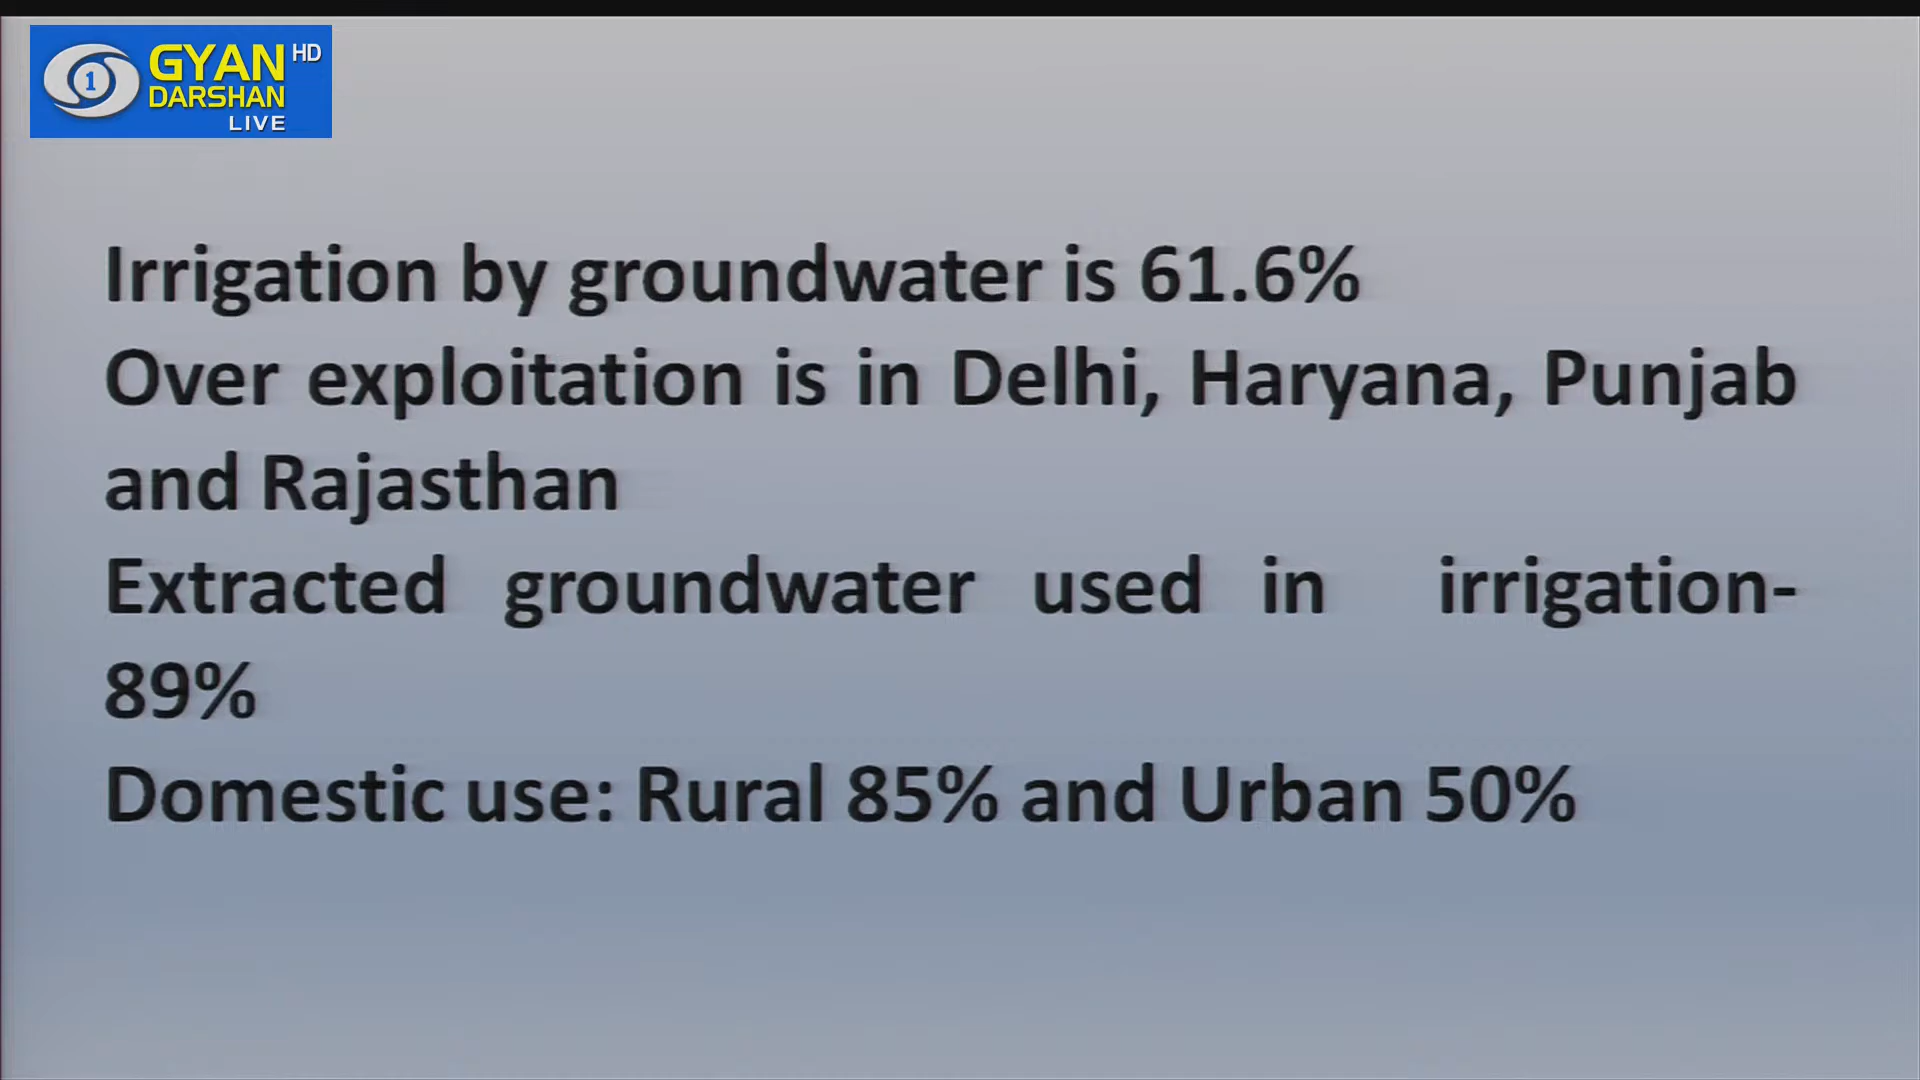 1
GYAN HD
DARSHAN
LIVE
Irrigation by groundwater is 61.6%
Over exploitation is in Delhi, Haryana, Punjab
and Rajasthan
Extracted groundwater used in irrigation-
89%
Domestic use: Rural 85% and Urban 50%